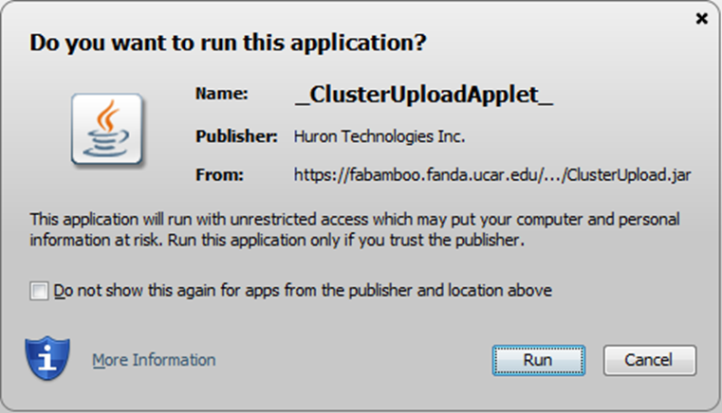 Do you want to run this application?
Name: _ClusterUploadApplet_
Publisher: Huron Technologies Inc.
From: https://fabamboo.fanda.ucar.edu/.../ClusterUpload.jar
This application will run with unrestricted access which may put your computer and personal
information at risk. Run this application only if you trust the publisher.
Do not show this again for apps from the publisher and location above
More Information
Run
Cancel